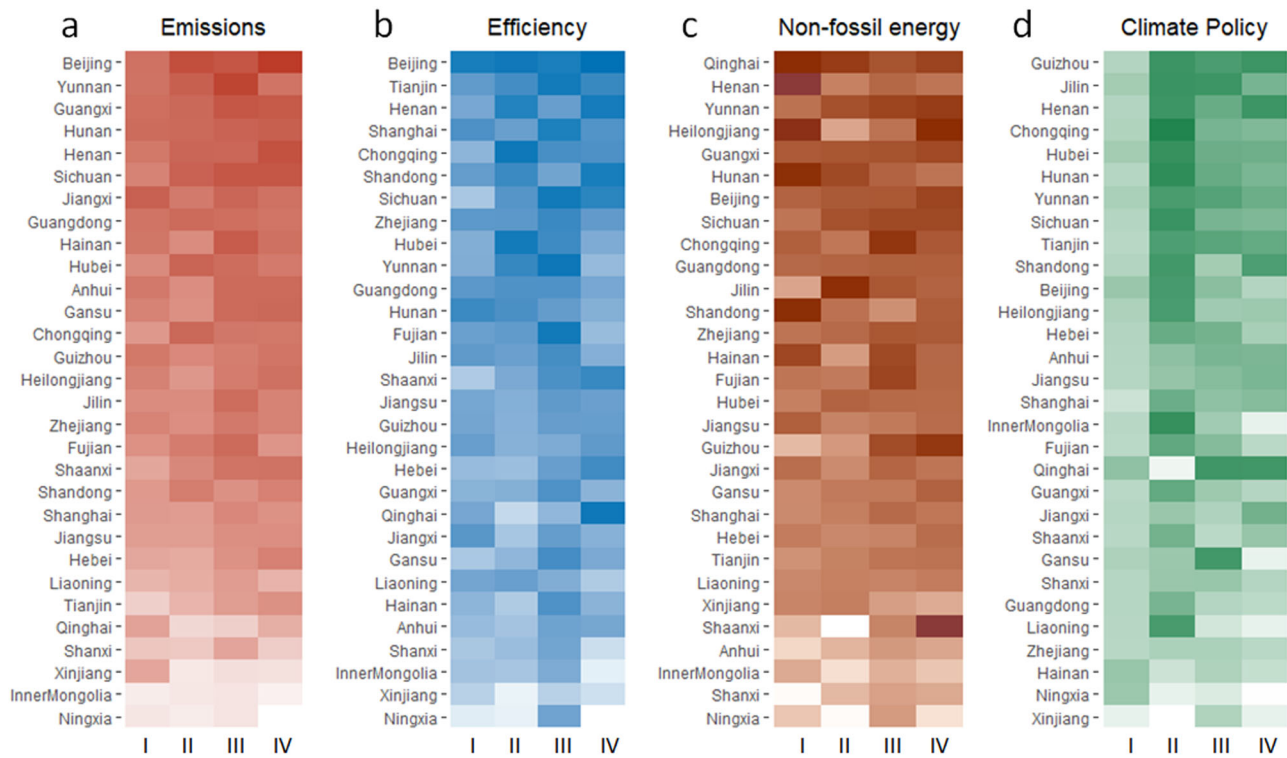 a Emissions
Beijing
Yunnan
Guangxi
Hunan
Henan
Sichuan
Jiangxi
Guangdong
Hainan
Hubei
Anhui
Gansu
Chongqing
Guizhou
Heilongjiang
Jilin
Zhejiang
Fujian
Shaanxi
Shandong
Shanghai
Jiangsu
Hebei
Liaoning
Tianjin
Qinghai
Shanxi
Xinjiang
InnerMongolia
Ningxia
I II III IV
b Efficiency
Beijing
Tianjin
Henan
Shanghai
Chongqing
Shandong
Sichuan
Zhejiang
Hubei
Yunnan
Guangdong
Hunan
Fujian
Jilin
Shaanxi
Jiangsu
Guizhou
Heilongjiang
Hebei
Guangxi
Qinghai
Jiangxi
Gansu
Liaoning
Hainan
Anhui
Shanxi
InnerMongolia
Xinjiang
Ningxia
I II III IV
c Non-fossil energy
Qinghai
Henan
Yunnan
Heilongjiang
Guangxi
Hunan
Beijing
Sichuan
Chongqing
Guangdong
Jilin
Shandong
Zhejiang
Hainan
Fujian
Hubei
Jiangsu
Guizhou
Jiangxi
Gansu
Shanghai
Hebei
Tianjin
Liaoning
Xinjiang
Shaanxi
Anhui
InnerMongolia
Shanxi
Ningxia
I II III IV
d Climate Policy
Guizhou
Jilin
Henan
Chongqing
Hubei
Hunan
Yunnan
Sichuan
Tianjin
Shandong
Beijing
Heilongjiang
Hebei
Anhui
Jiangsu
Shanghai
InnerMongolia
Fujian
Qinghai
Guangxi
Jiangxi
Shaanxi
Gansu
Shanxi
Guangdong
Liaoning
Zhejiang
Hainan
Ningxia
Xinjiang
I II III IV